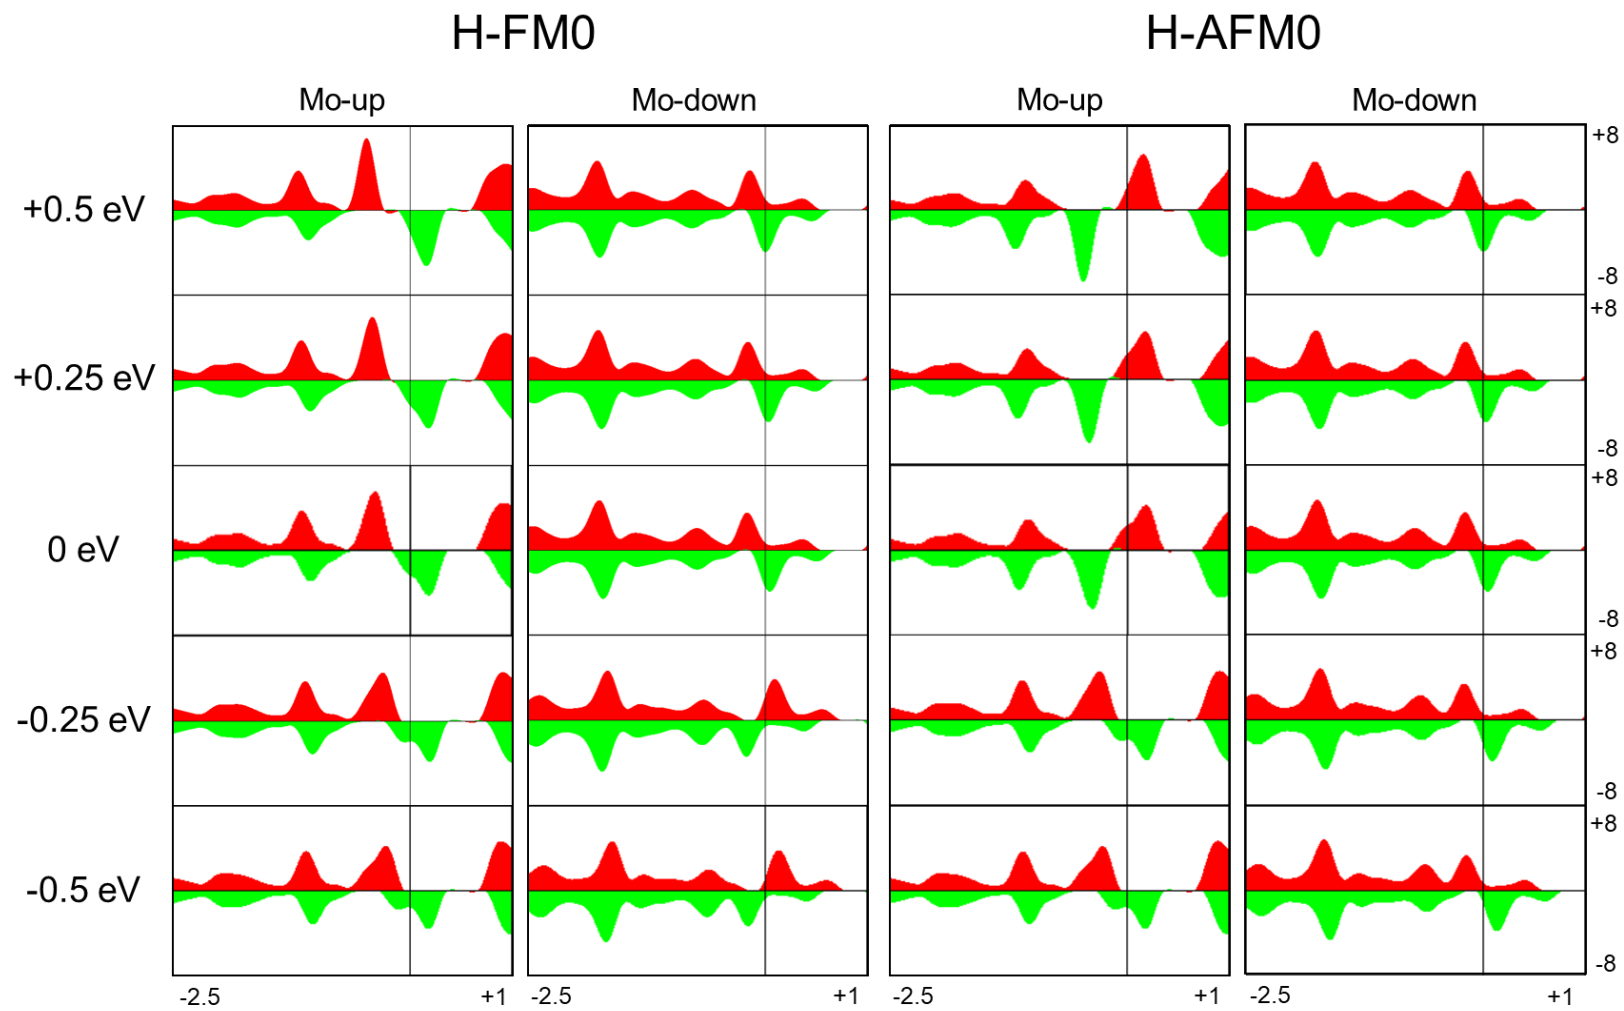 H-FM0 H-AFM0
Mo-up Mo-down Mo-up Mo-down
+0.5 eV +8
-8
+0.25 eV +8
-8
0 eV +8
-8
-0.25 eV +8
-8
-0.5 eV +8
-8
-2.5 +1 -2.5 +1 -2.5 +1 -2.5 +1